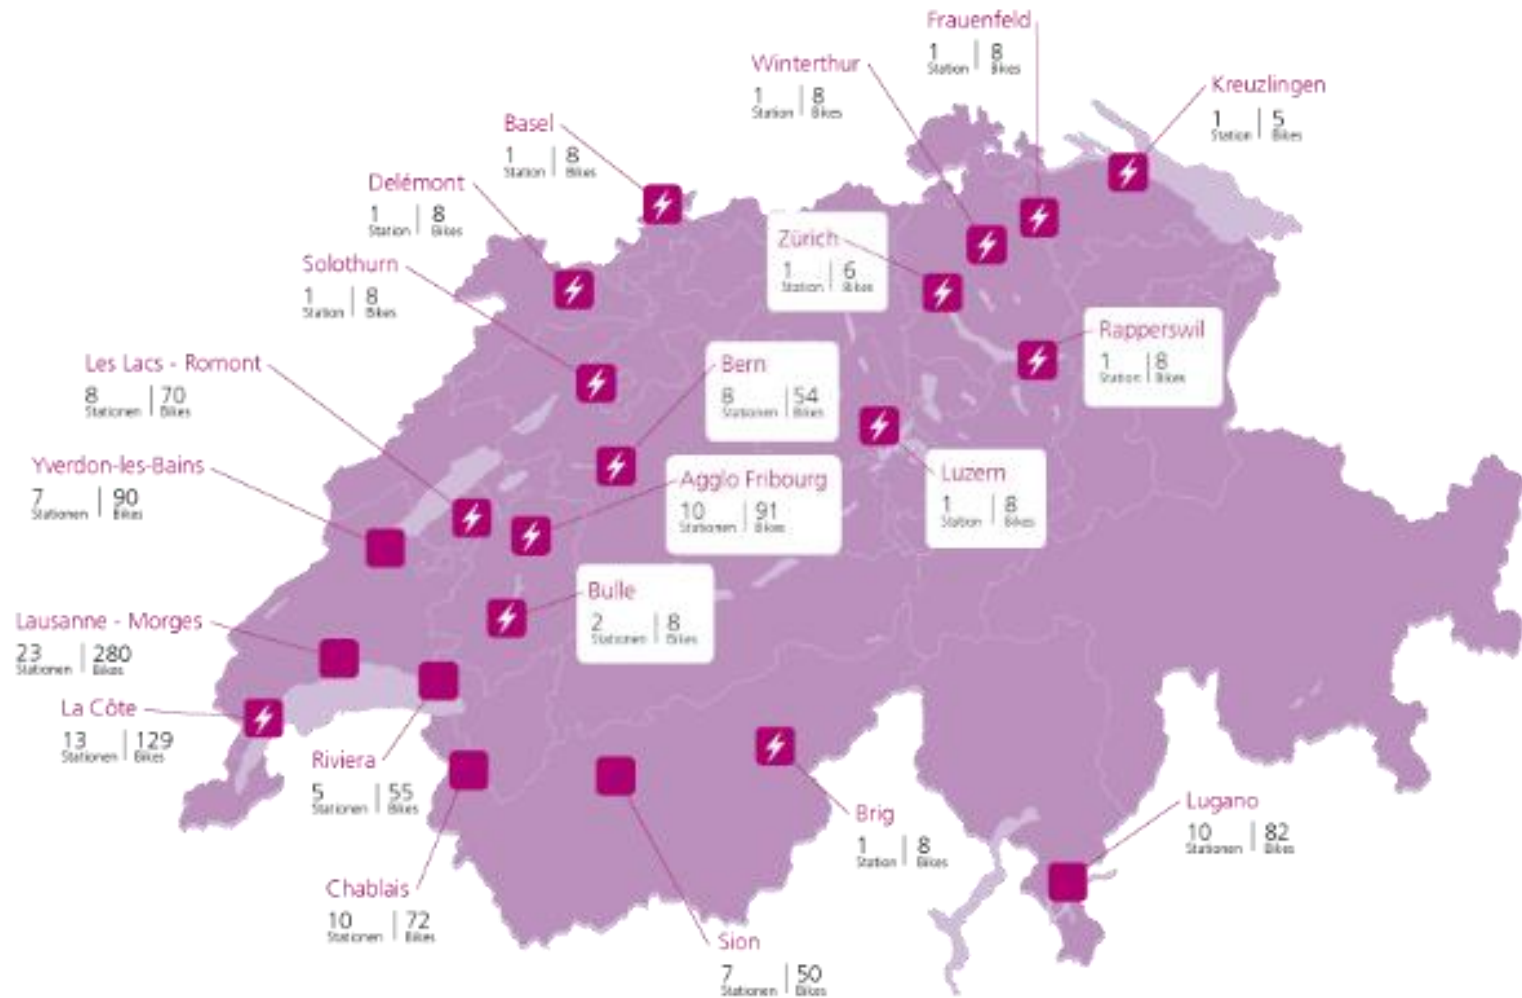 Frauenfeld
1 | 8
Station Bikes
Winterthur
1 | 8
Station Bikes
Kreuzlingen
1 | 5
Station Bikes
Basel
1 | 8
Station Bikes
Delémont
1 | 8
Station Bikes
Zürich
1 | 6
Station Bikes
Solothurn
1 | 8
Station Bikes
Rapperswil
1 | 8
Station Bikes
Les Lacs - Romont
8 | 70
Stationen Bikes
Bern
8 | 54
Stationen Bikes
Yverdon-les-Bains
7 | 90
Stationen Bikes
Agglo Fribourg
10 | 91
Stationen Bikes
Luzern
1 | 8
Station Bikes
Bulle
2 | 8
Stationen Bikes
Lausanne - Morges
23 | 280
Stationen Bikes
La Côte
13 | 129
Stationen Bikes
Riviera
5 | 55
Stationen Bikes
Brig
1 | 8
Station Bikes
Lugano
10 | 82
Stationen Bikes
Chablais
10 | 72
Stationen Bikes
Sion
7 | 50
Stationen Bikes